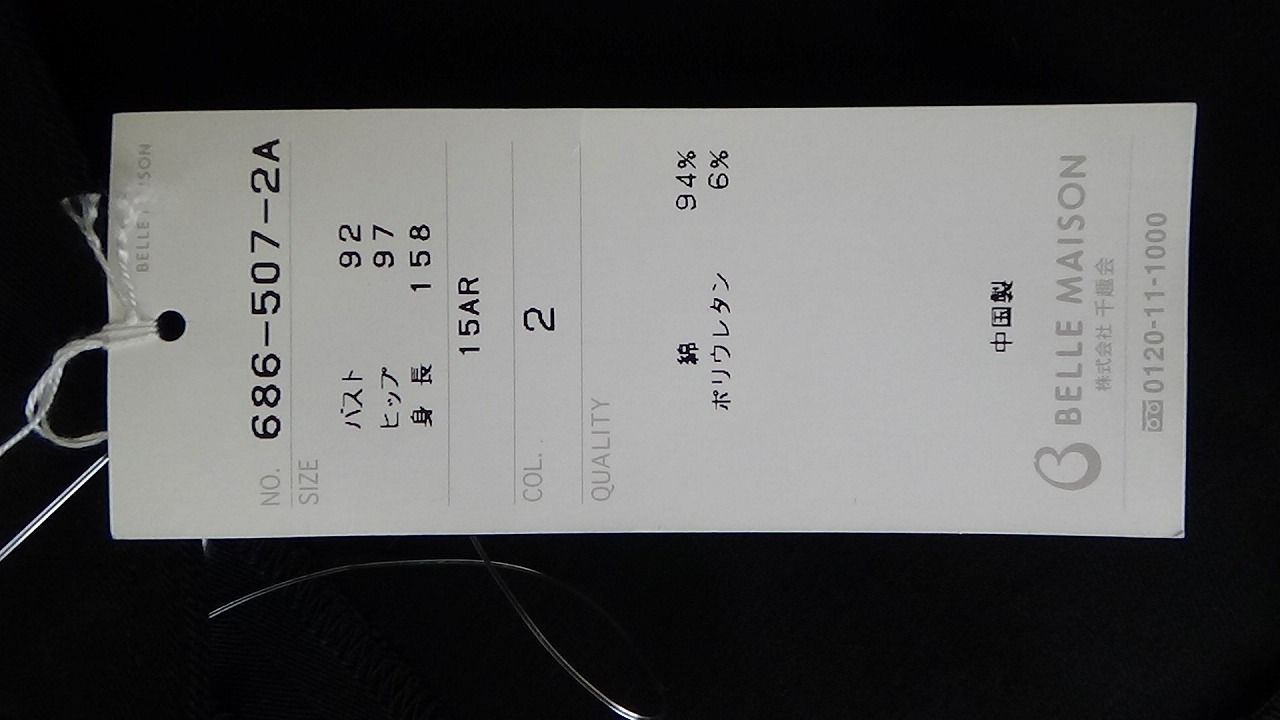 BELLE MAISON
NO. 686-507-2A
SIZE
バスト 92
ヒップ 97
身 長 158
15AR
COL. 2
QUALITY
綿 94%
ポリウレタン 6%
中国製
BELLE MAISON
株式会社 千趣会
0120-11-1000